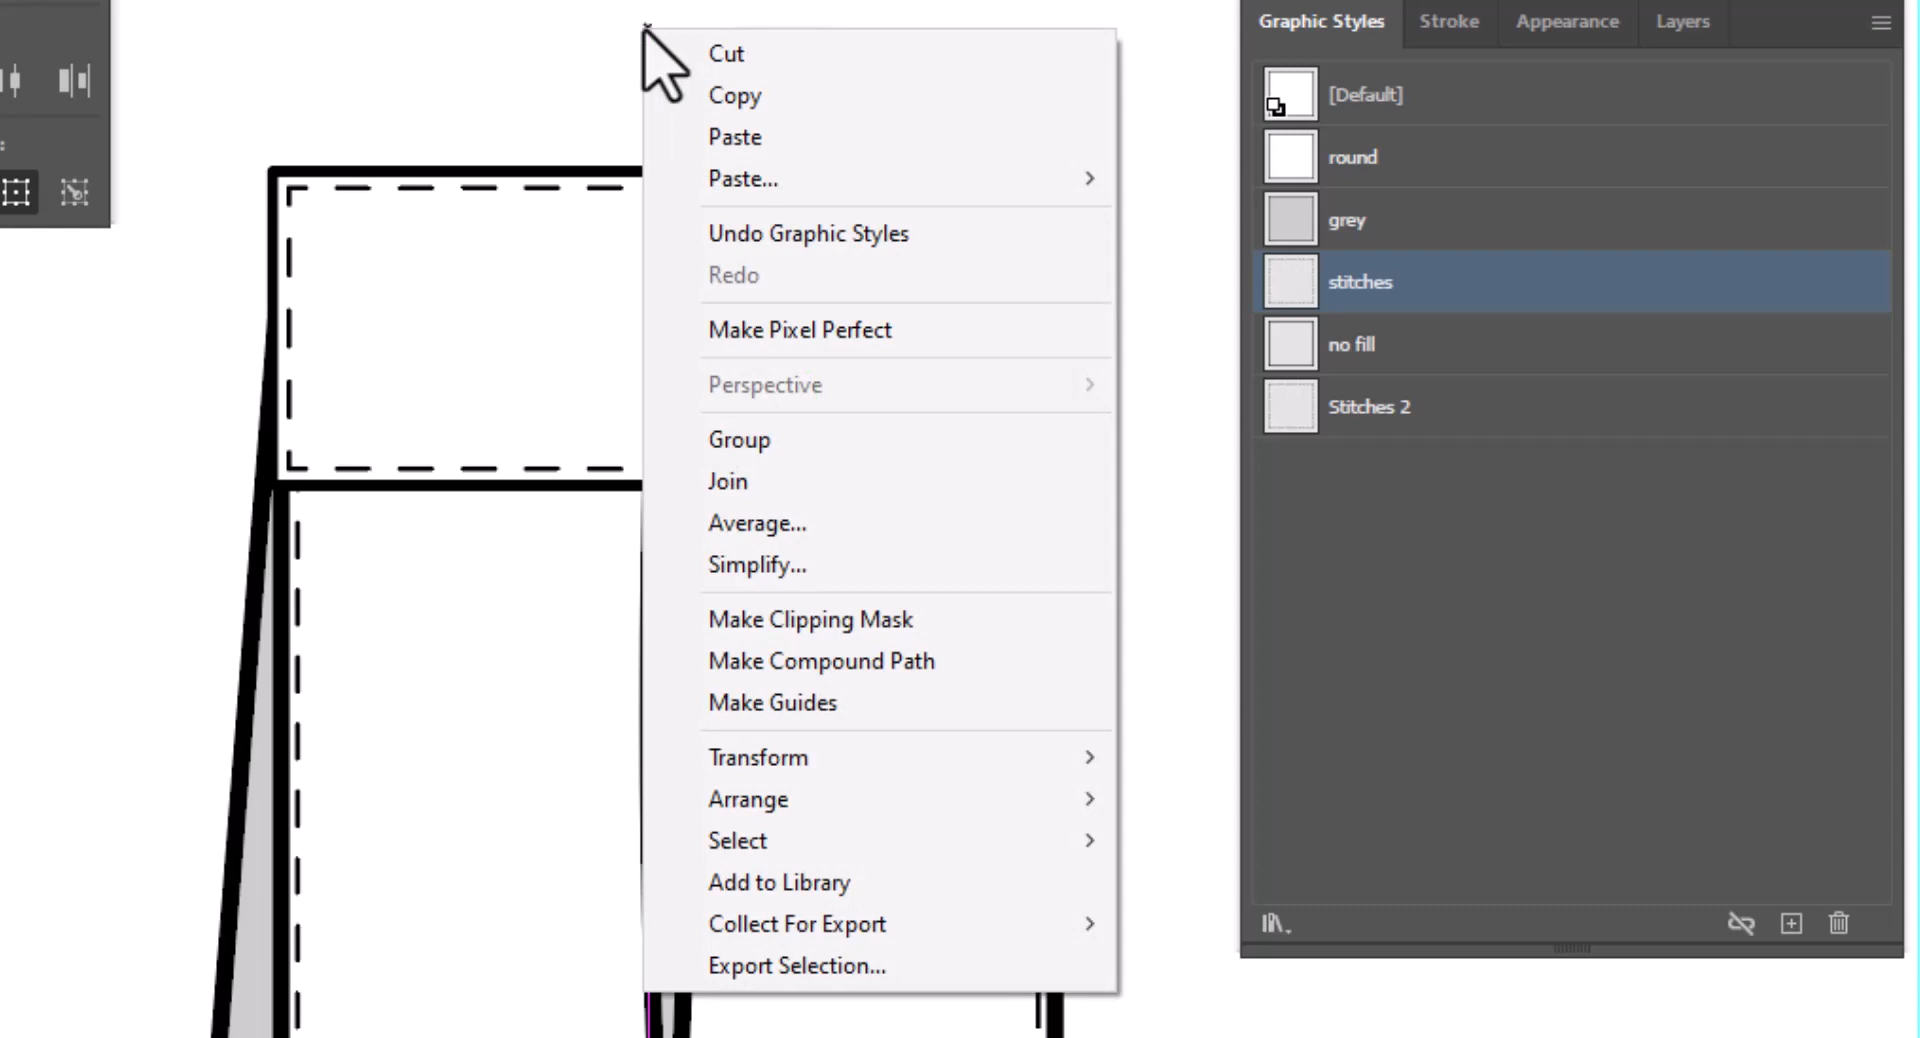 Cut
Copy
Paste
Paste...
Undo Graphic Styles
Redo
Make Pixel Perfect
Perspective
Group
Join
Average...
Simplify...
Make Clipping Mask
Make Compound Path
Make Guides
Transform
Arrange
Select
Add to Library
Collect For Export
Export Selection...
Graphic Styles Stroke Appearance Layers
[Default]
round
grey
stitches
no fill
Stitches 2